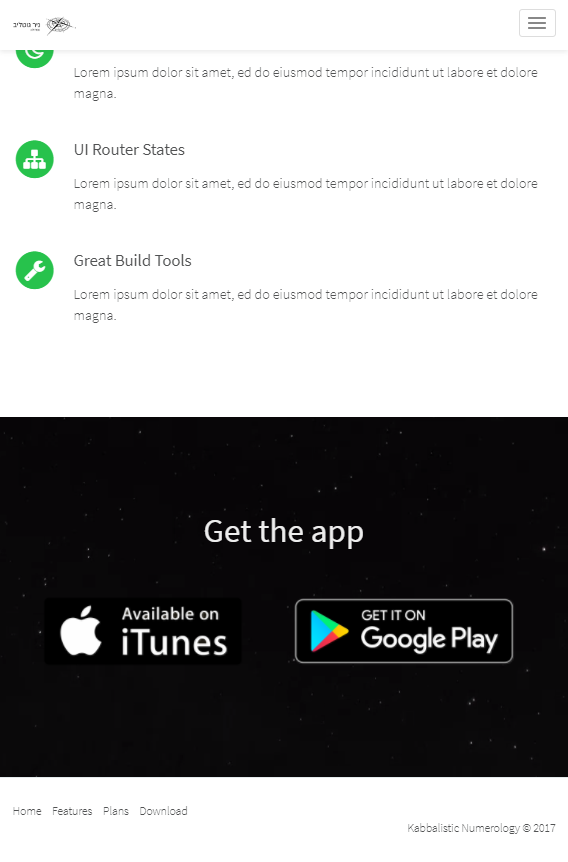 ניר גוטליב
Lorem ipsum dolor sit amet, ed do eiusmod tempor incididunt ut labore et dolore
magna.
UI Router States
Lorem ipsum dolor sit amet, ed do eiusmod tempor incididunt ut labore et dolore
magna.
Great Build Tools
Lorem ipsum dolor sit amet, ed do eiusmod tempor incididunt ut labore et dolore
magna.
Get the app
Available on
iTunes
GET IT ON
Google Play
Home Features Plans Download
Kabbalistic Numerology © 2017